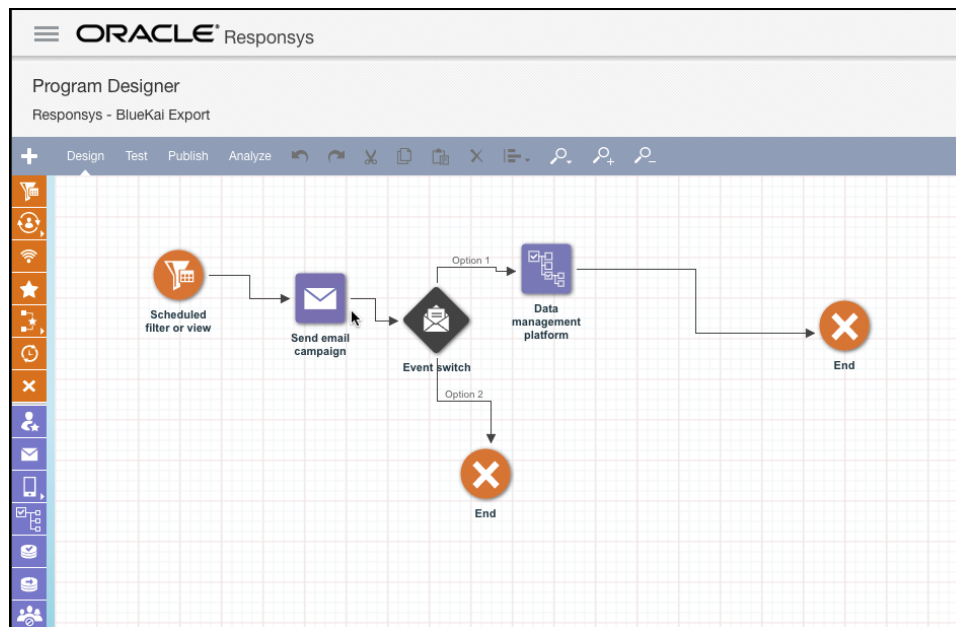 ORACLE® Responsys
Program Designer
Responsys - BlueKai Export
Design Test Publish Analyze
Option 1
Scheduled
filter or view
Send email
campaign
Data
management
platform
Event switch
End
Option 2
End